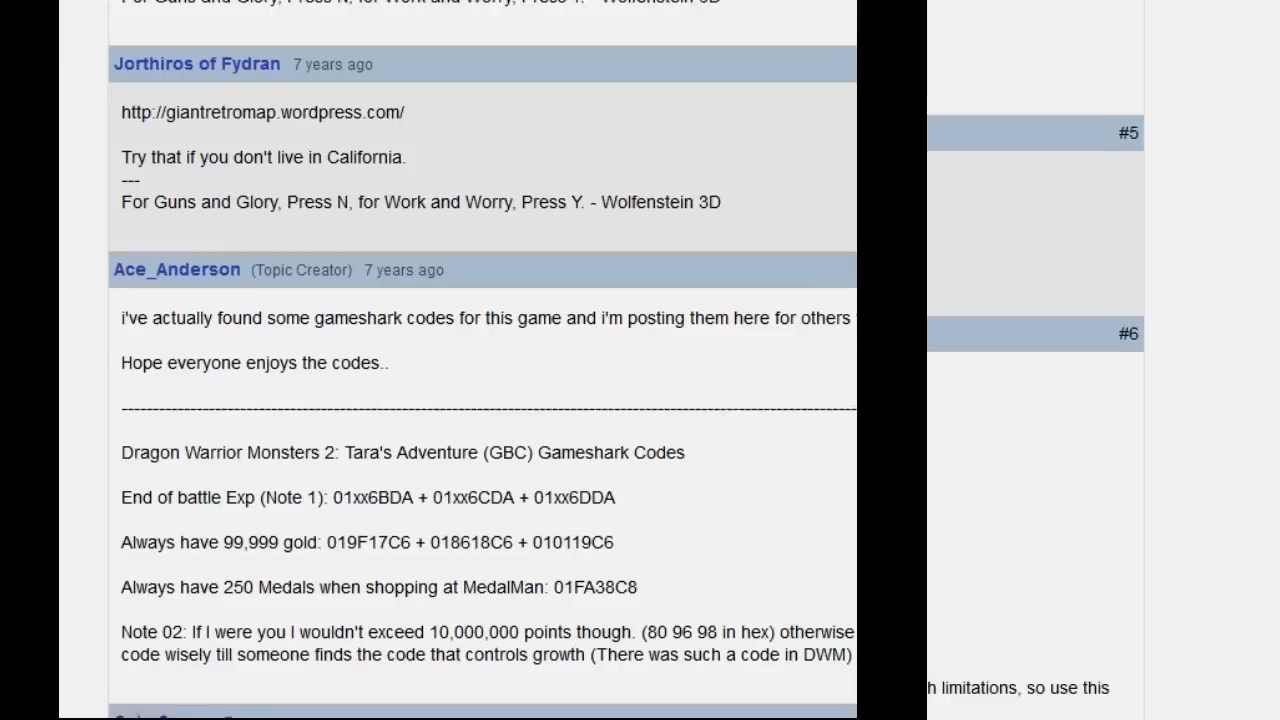 For Guns and Glory, Press N, for Work and Worry, Press Y. - Wolfenstein 3D
Jorthiros of Fydran 7 years ago
http://giantretromap.wordpress.com/
#5
Try that if you don't live in California.
---
For Guns and Glory, Press N, for Work and Worry, Press Y. - Wolfenstein 3D
Ace_Anderson (Topic Creator) 7 years ago
i've actually found some gameshark codes for this game and i'm posting them here for others
#6
Hope everyone enjoys the codes..
--------------------------------------------------------------------------------------------------------------------------
Dragon Warrior Monsters 2: Tara's Adventure (GBC) Gameshark Codes
End of battle Exp (Note 1): 01xx6BDA + 01xx6CDA + 01xx6DDA
Always have 99,999 gold: 019F17C6 + 018618C6 + 010119C6
Always have 250 Medals when shopping at MedalMan: 01FA38C8
Note 02: If I were you I wouldn't exceed 10,000,000 points though. (80 96 98 in hex) otherwise
code wisely till someone finds the code that controls growth (There was such a code in DWM)
h limitations, so use this